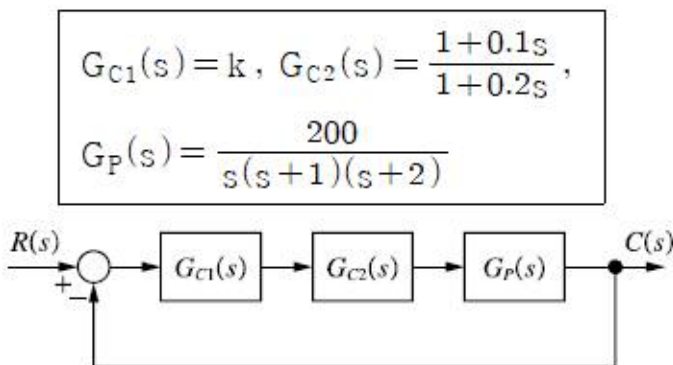 G_C1(s) = k , G_C2(s) = (1+0.1s)/(1+0.2s) ,
G_P(s) = 200/(s(s+1)(s+2))
R(s) + − G_C1(s) G_C2(s) G_P(s) C(s)